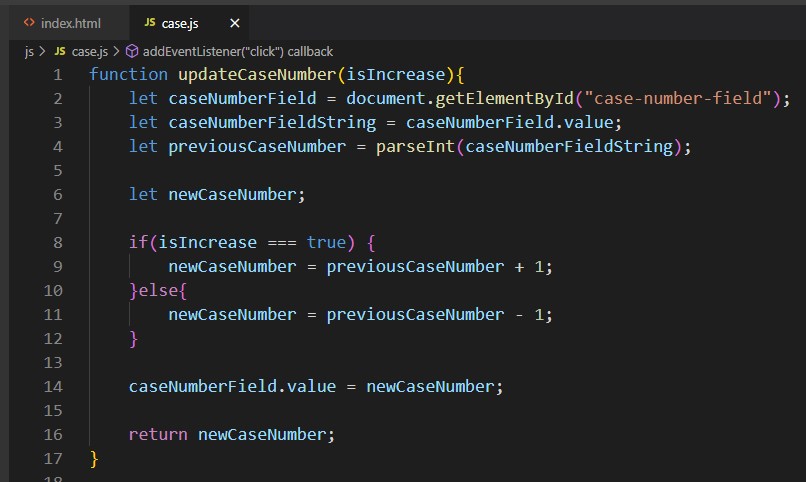 index.html JS case.js ×
js > JS case.js > addEventListener("click") callback
1 function updateCaseNumber(isIncrease){
2     let caseNumberField = document.getElementById("case-number-field");
3     let caseNumberFieldString = caseNumberField.value;
4     let previousCaseNumber = parseInt(caseNumberFieldString);
5
6     let newCaseNumber;
7
8     if(isIncrease === true) {
9         newCaseNumber = previousCaseNumber + 1;
10     }else{
11         newCaseNumber = previousCaseNumber - 1;
12     }
13
14     caseNumberField.value = newCaseNumber;
15
16     return newCaseNumber;
17 }
18